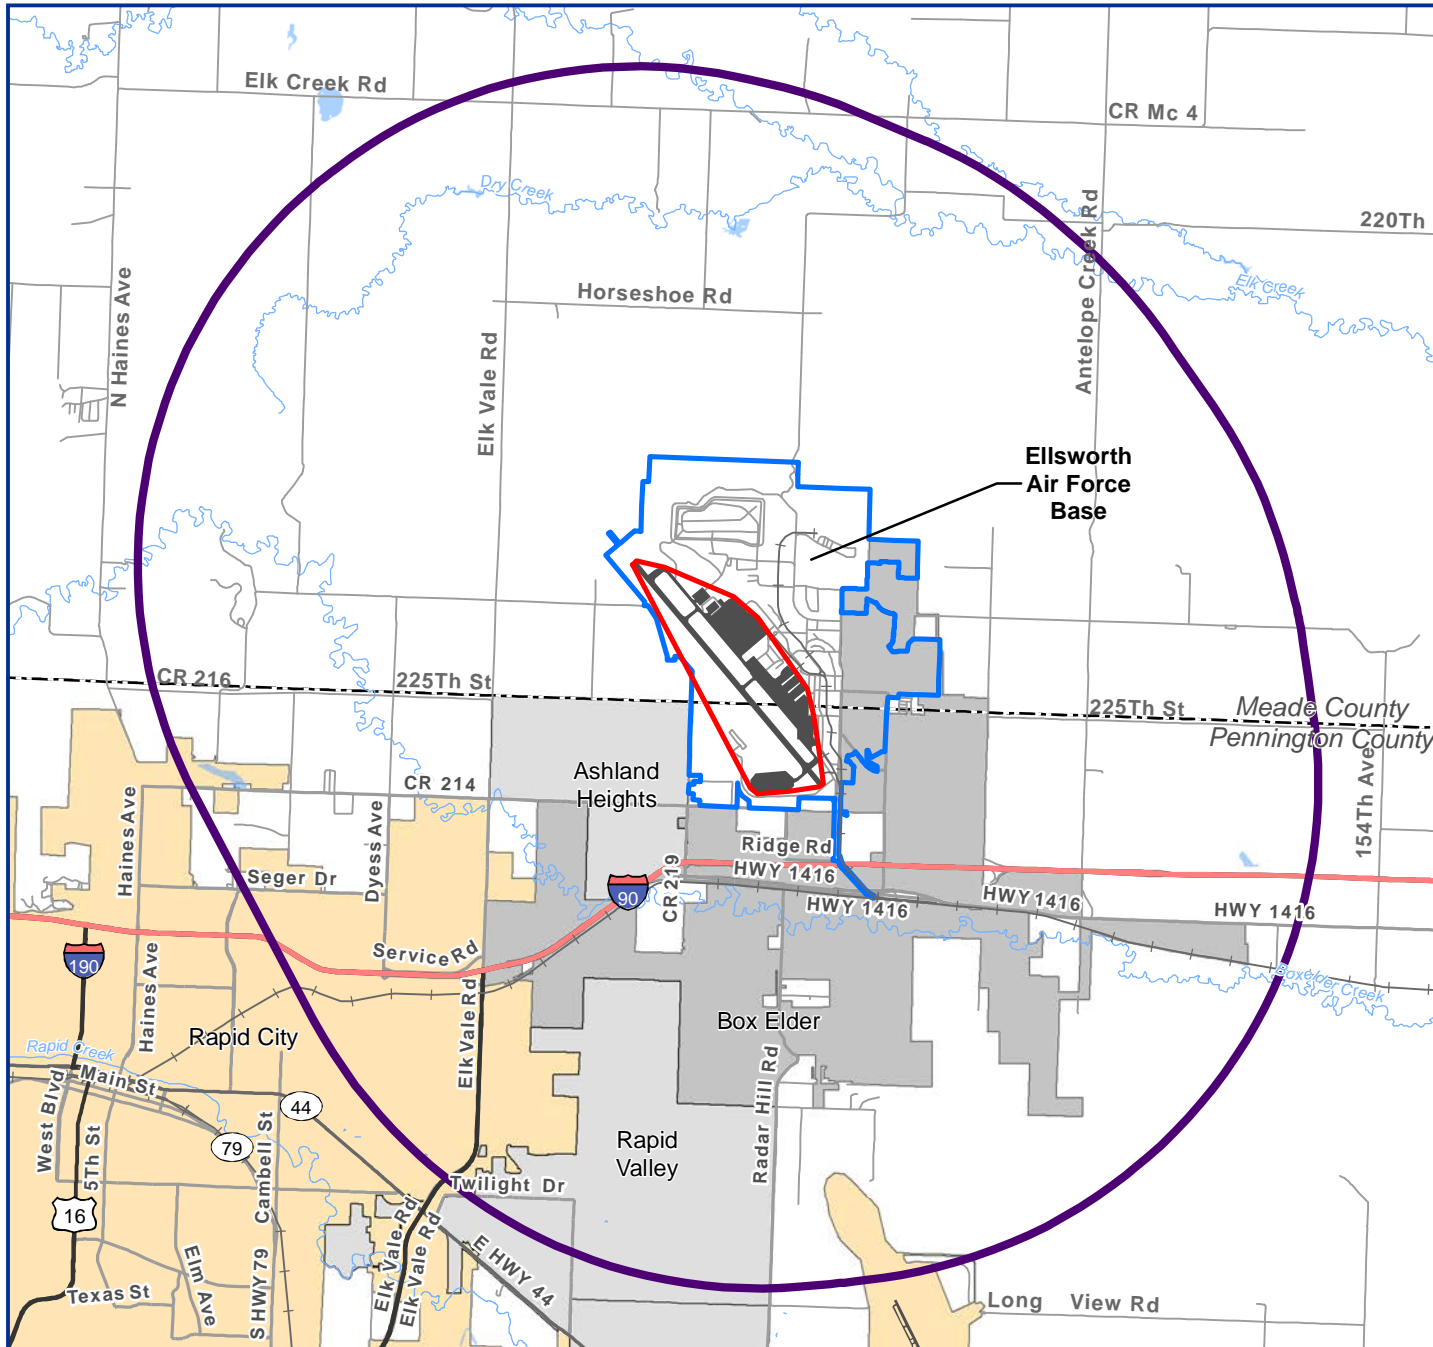 Elk Creek Rd
CR Mc 4
Dry Creek
220Th
N Haines Ave
Antelope Creek Rd
Elk Creek
Horseshoe Rd
Elk Vale Rd
Ellsworth
Air Force
Base
CR 216
225Th St
225Th St
Meade County
Pennington County
Ashland
Heights
CR 214
154Th Ave
Haines Ave
Dyess Ave
Ridge Rd
HWY 1416
Seger Dr
CR 219
90
HWY 1416
HWY 1416
HWY 1416
Service Rd
190
Haines Ave
Elk Vale Rd
Boxelder Creek
Rapid City
Box Elder
Rapid Creek
Main St
West Blvd
44
5Th St
79
Cambell St
Radar Hill Rd
Rapid
Valley
Twilight Dr
16
Elk Vale Rd
Elk Vale Rd
Elm Ave
S HWY 79
E HWY 44
Texas St
Long View Rd